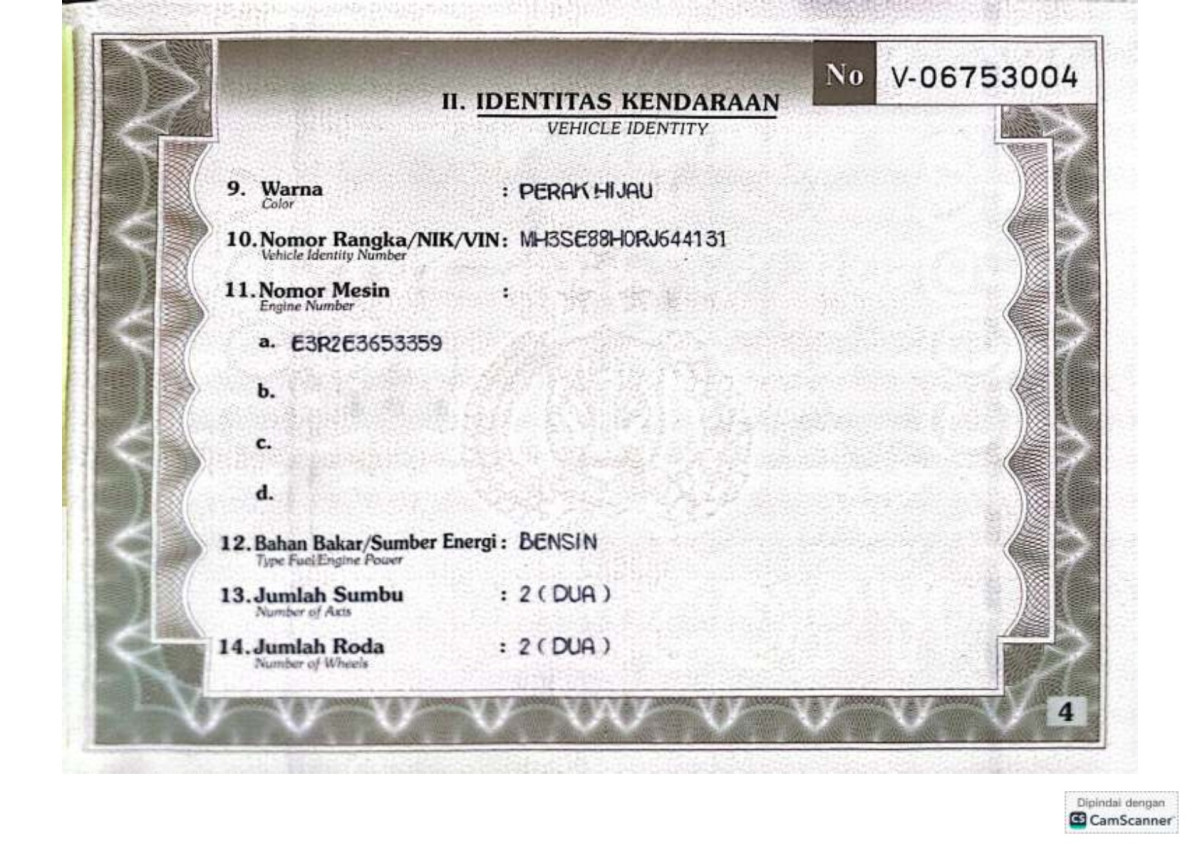 No V-06753004
II. IDENTITAS KENDARAAN
VEHICLE IDENTITY
9. Warna : PERAK HIJAU
Color
10. Nomor Rangka/NIK/VIN : MH3SE88H0RJ644131
Vehicle Identity Number
11. Nomor Mesin :
Engine Number
a. E3R2E3653359
b.
c.
d.
12. Bahan Bakar/Sumber Energi : BENSIN
Type Fuel/Engine Power
13. Jumlah Sumbu : 2 ( DUA )
Number of Axis
14. Jumlah Roda : 2 ( DUA )
Number of Wheels
4
Dipindai dengan
CS CamScanner